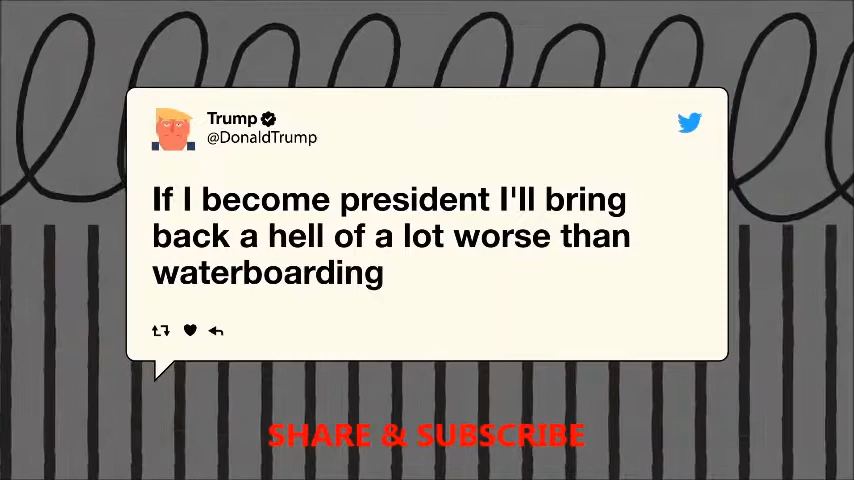 Trump
@DonaldTrump
If I become president I'll bring
back a hell of a lot worse than
waterboarding
SHARE & SUBSCRIBE